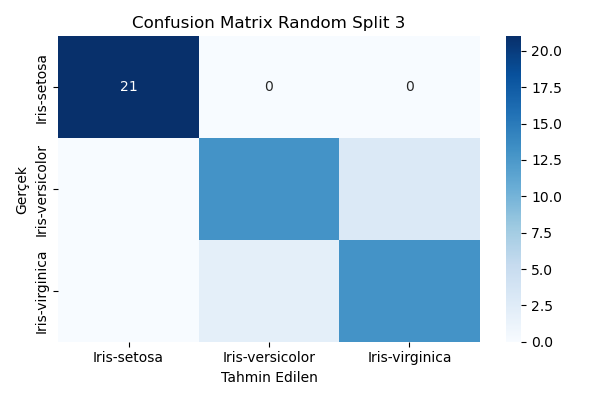 Confusion Matrix Random Split 3
Gerçek
Iris-setosa
21 0 0
Iris-versicolor
Iris-virginica
Iris-setosa Iris-versicolor Iris-virginica
Tahmin Edilen
20.0
17.5
15.0
12.5
10.0
7.5
5.0
2.5
0.0